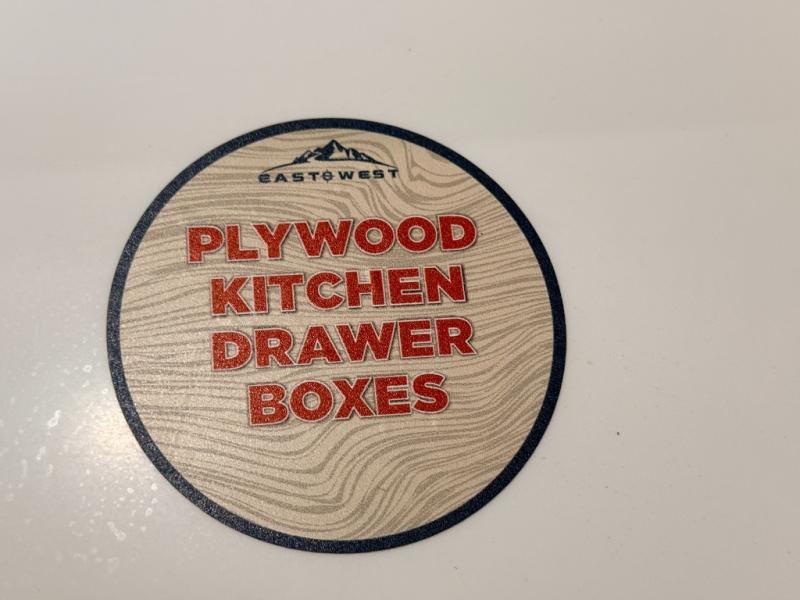 EAST WEST
PLYWOOD
KITCHEN
DRAWER
BOXES